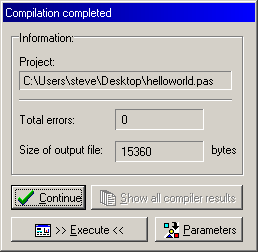 Compilation completed
Information:
Project:
C:\Users\steve\Desktop\helloworld.pas
Total errors: 0
Size of output file: 15360 bytes
Continue Show all compiler results
>> Execute << Parameters